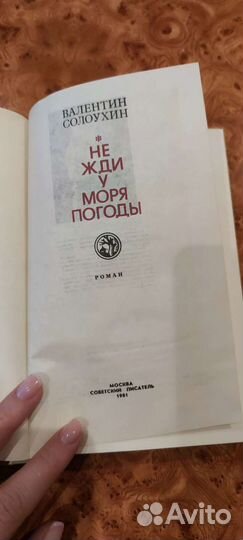 ВАЛЕНТИН
СОЛОУХИН
НЕ
ЖДИ
У
МОРЯ
ПОГОДЫ
РОМАН
МОСКВА
СОВЕТСКИЙ ПИСАТЕЛЬ
1981
Avito